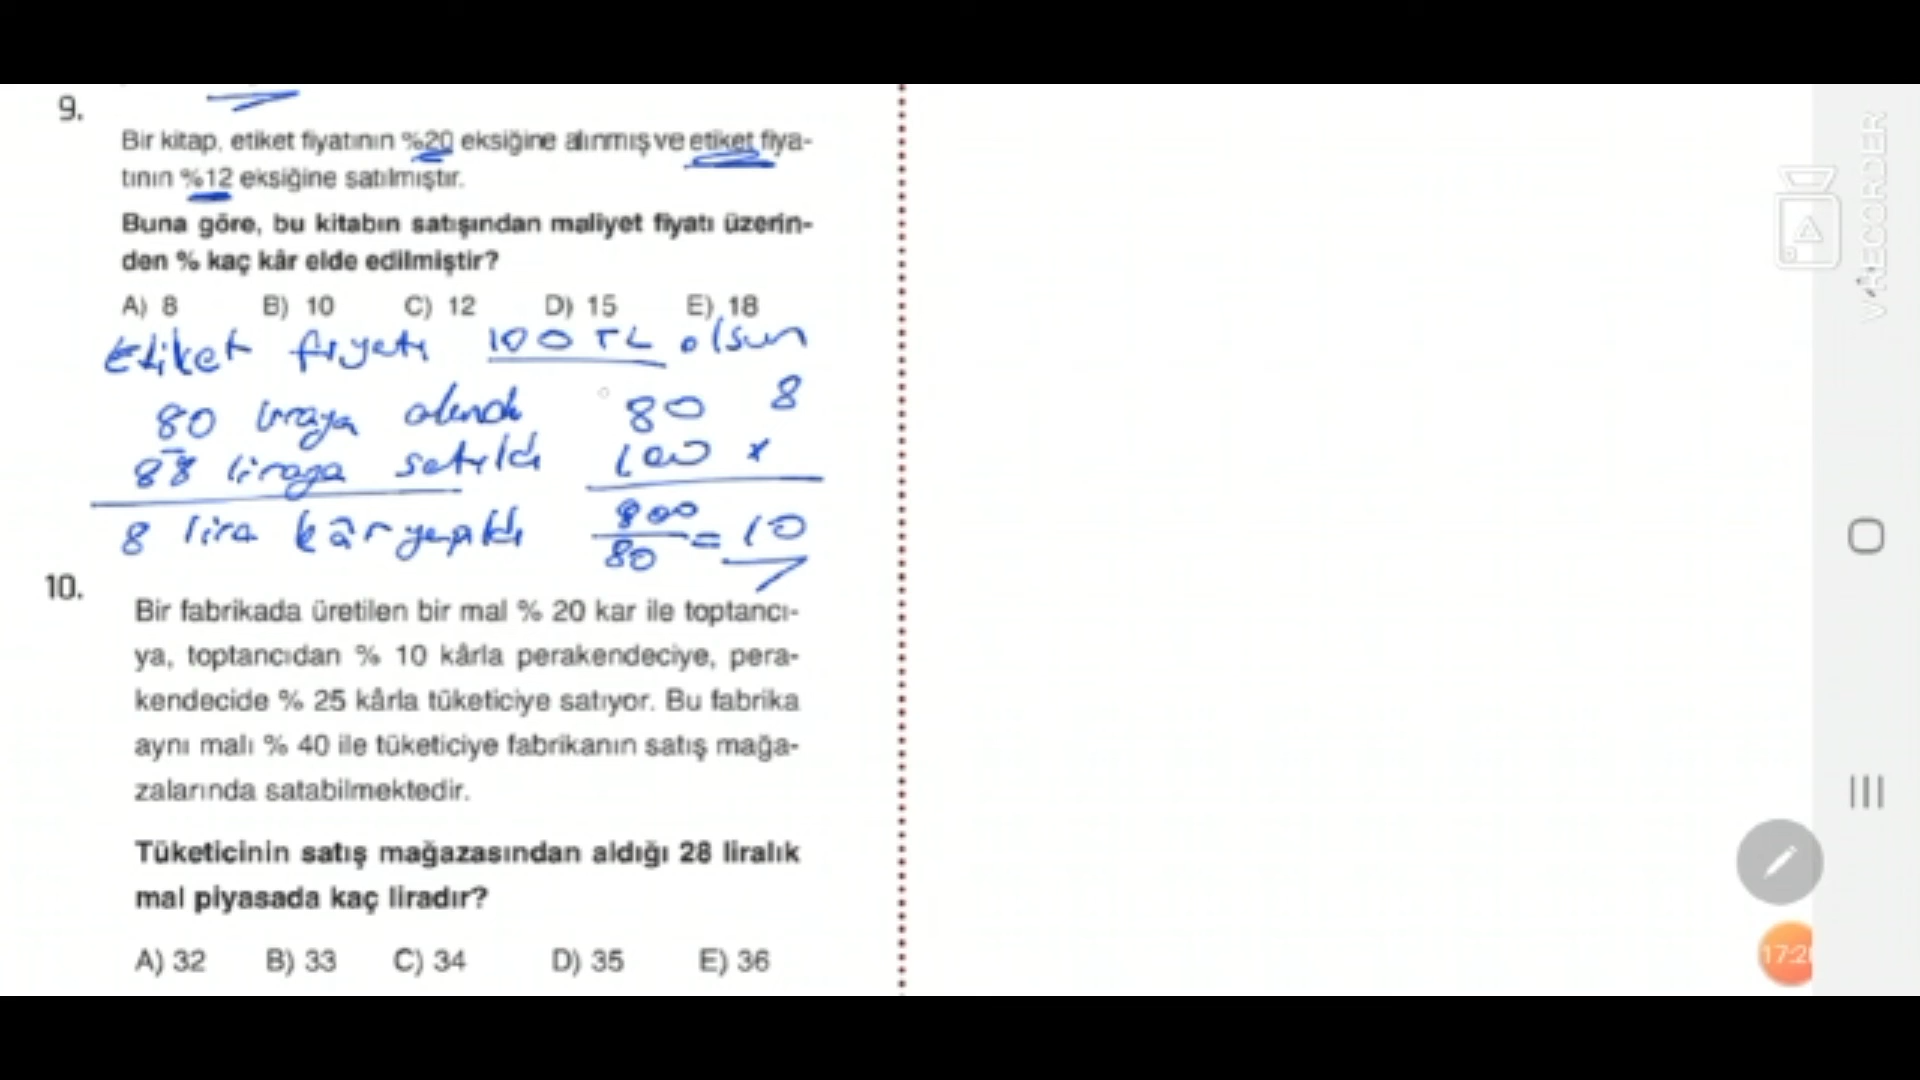 9.
Bir kitap, etiket fiyatının %20 eksiğine alınmış ve etiket fiya-
tının %12 eksiğine satılmıştır.
Buna göre, bu kitabın satışından maliyet fiyatı üzerin-
den % kaç kâr elde edilmiştir?
A) 8 B) 10 C) 12 D) 15 E) 18
Etiket fiyatı 100 TL olsun
80 liraya alındı 80 8
88 liraya satıldı 100 x
8 lira kâr yapıldı 800
80 = 10
10.
Bir fabrikada üretilen bir mal % 20 kar ile toptancı-
ya, toptancıdan % 10 kârla perakendeciye, pera-
kendecide % 25 kârla tüketiciye satıyor. Bu fabrika
aynı malı % 40 ile tüketiciye fabrikanın satış mağa-
zalarında satabilmektedir.
Tüketicinin satış mağazasından aldığı 28 liralık
mal piyasada kaç liradır?
A) 32 B) 33 C) 34 D) 35 E) 36
RECORDER